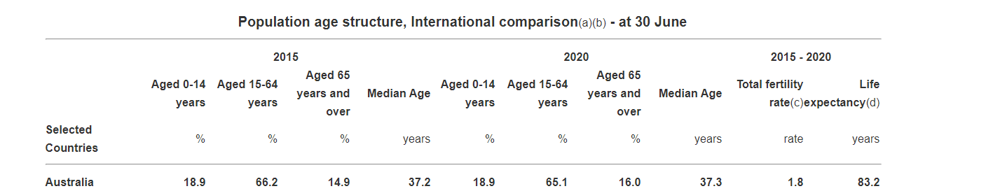 Population age structure, International comparison(a)(b) - at 30 June
2015 2020 2015 - 2020
Aged 0-14 years Aged 15-64 years Aged 65 years and over Median Age Aged 0-14 years Aged 15-64 years Aged 65 years and over Median Age Total fertility rate(c) Life expectancy(d)
Selected Countries % % % years % % % years rate years
Australia 18.9 66.2 14.9 37.2 18.9 65.1 16.0 37.3 1.8 83.2